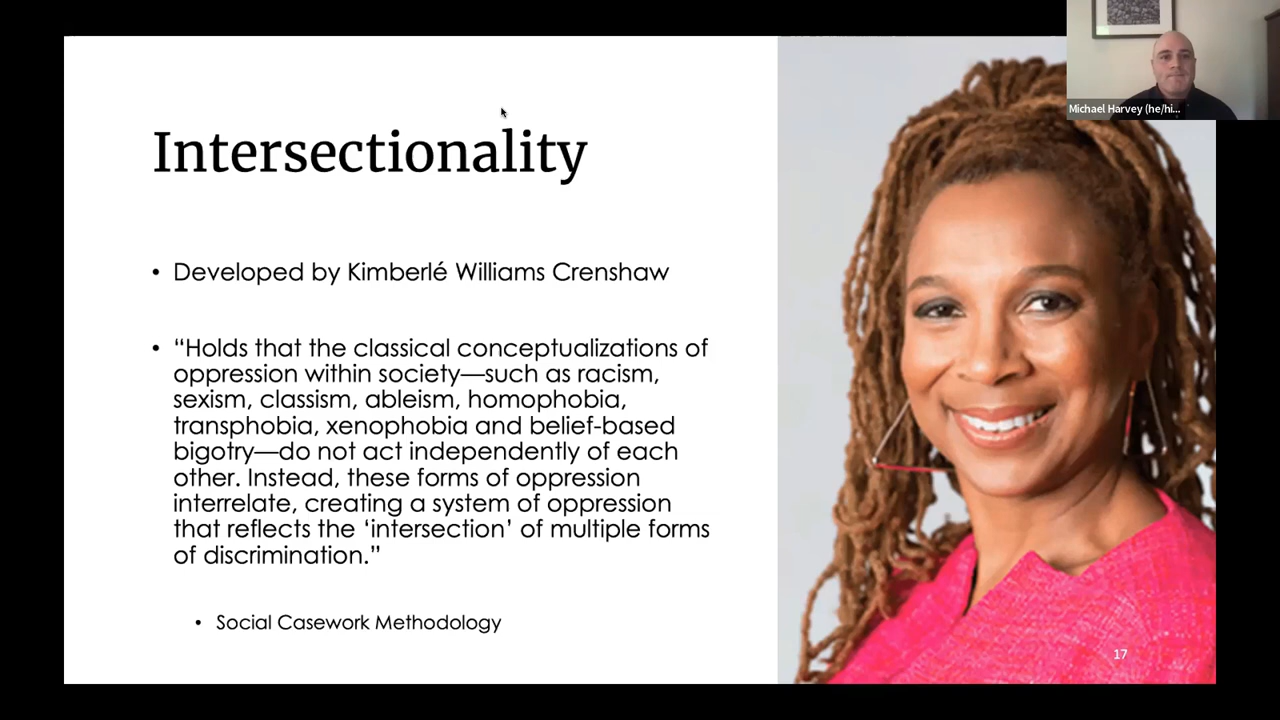 Michael Harvey (he/hi...
Intersectionality
• Developed by Kimberlé Williams Crenshaw
• “Holds that the classical conceptualizations of
oppression within society—such as racism,
sexism, classism, ableism, homophobia,
transphobia, xenophobia and belief-based
bigotry—do not act independently of each
other. Instead, these forms of oppression
interrelate, creating a system of oppression
that reflects the ‘intersection’ of multiple forms
of discrimination.”
• Social Casework Methodology
17